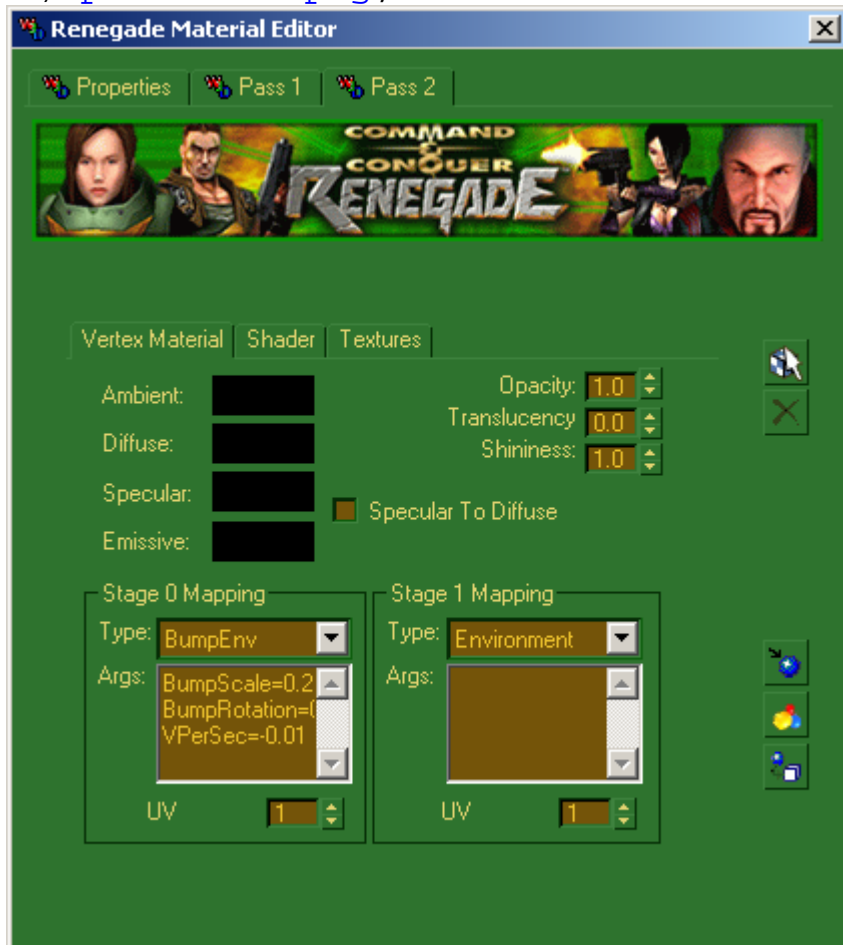 Renegade Material Editor
Properties
Pass 1
Pass 2
COMMAND
&
CONQUER
RENEGADE
Vertex Material
Shader
Textures
Ambient:
Opacity: 1.0
Translucency 0.0
Diffuse:
Shininess: 1.0
Specular:
Specular To Diffuse
Emissive:
Stage 0 Mapping
Type: BumpEnv
Args: BumpScale=0.2
BumpRotation=
VPerSec=-0.01
UV 1
Stage 1 Mapping
Type: Environment
Args:
UV 1